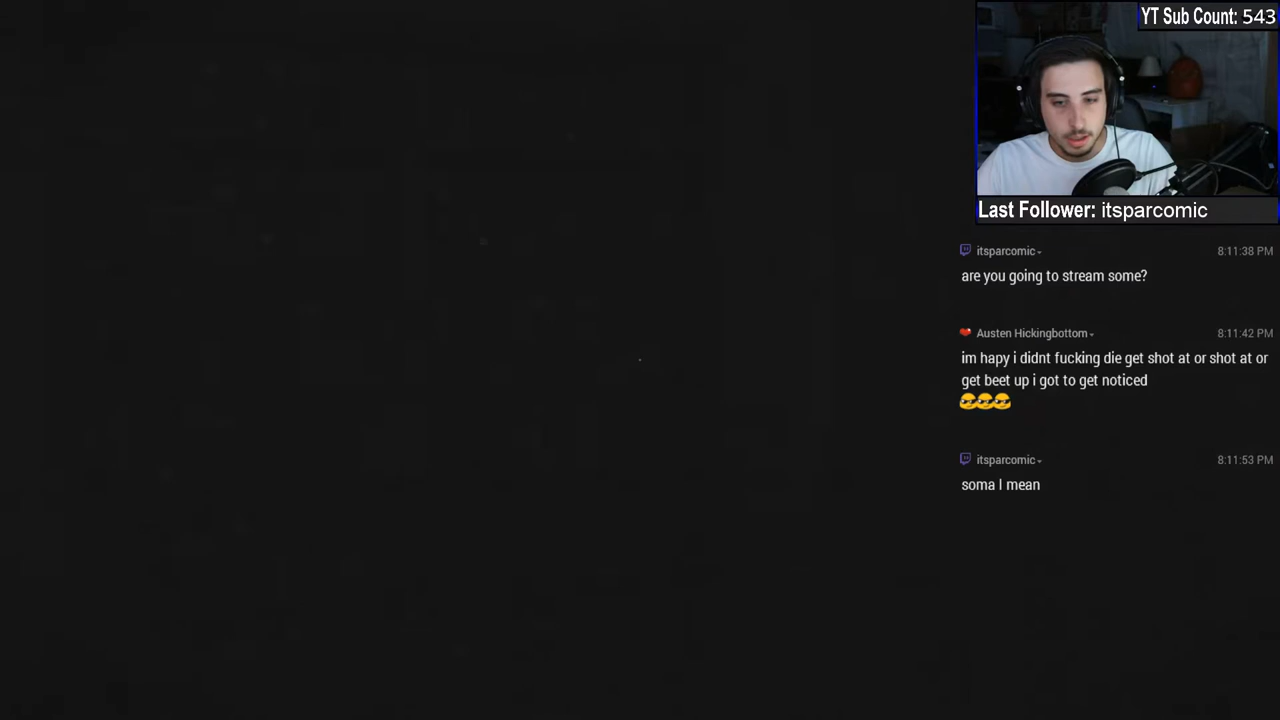 YT Sub Count: 543
Last Follower: itsparcomic
itsparcomic 8:11:38 PM
are you going to stream some?
Austen Hickingbottom 8:11:42 PM
im hapy i didnt fucking die get shot at or shot at or
get beet up i got to get noticed
itsparcomic 8:11:53 PM
soma I mean